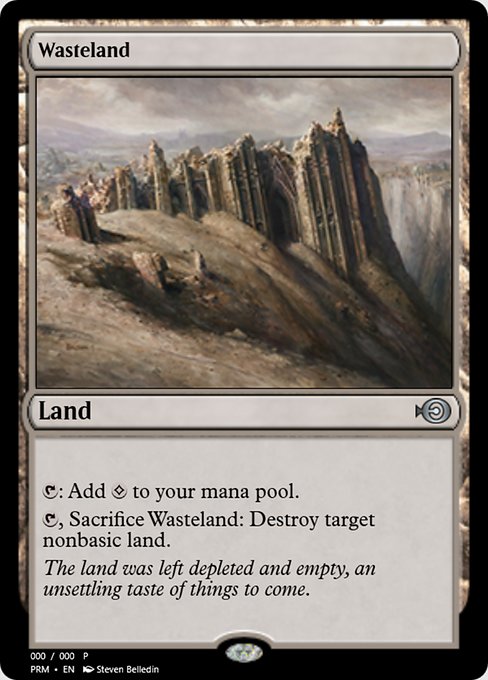 Wasteland
Land
: Add to your mana pool.
, Sacrifice Wasteland: Destroy target
nonbasic land.
The land was left depleted and empty, an
unsettling taste of things to come.
000 / 000 P
PRM • EN Steven Belledin